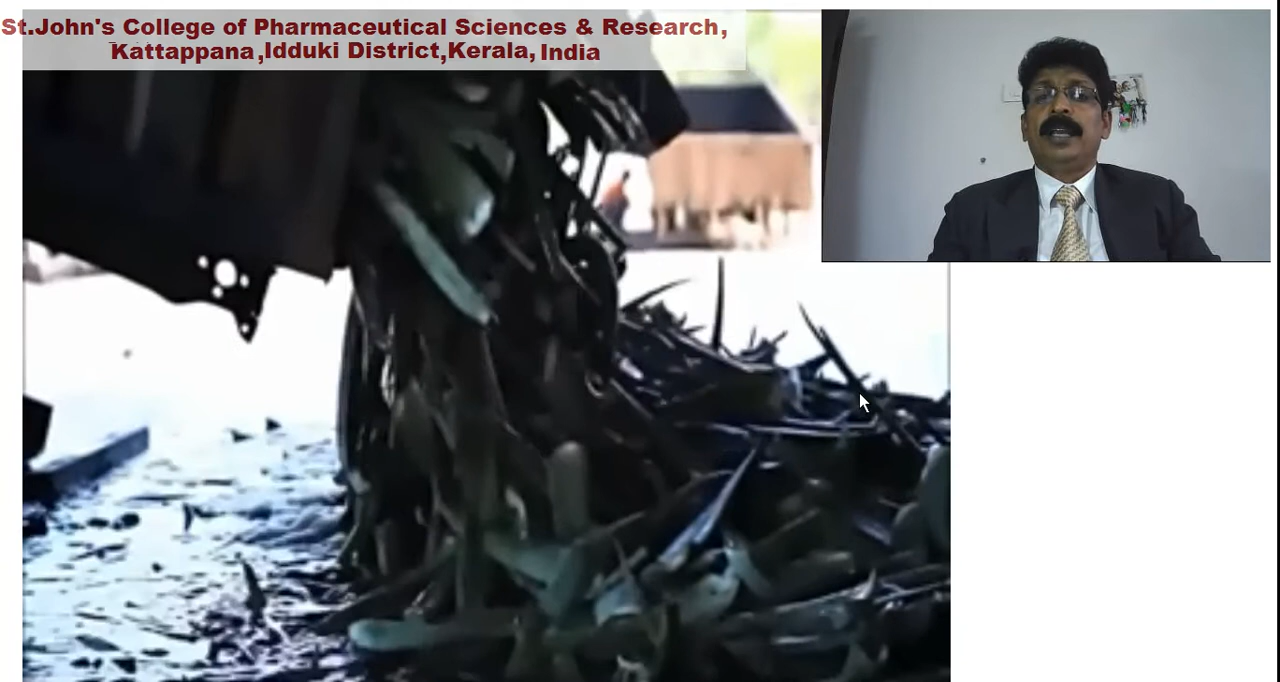 St.John's College of Pharmaceutical Sciences & Research,
Kattappana,Idduki District,Kerala, India